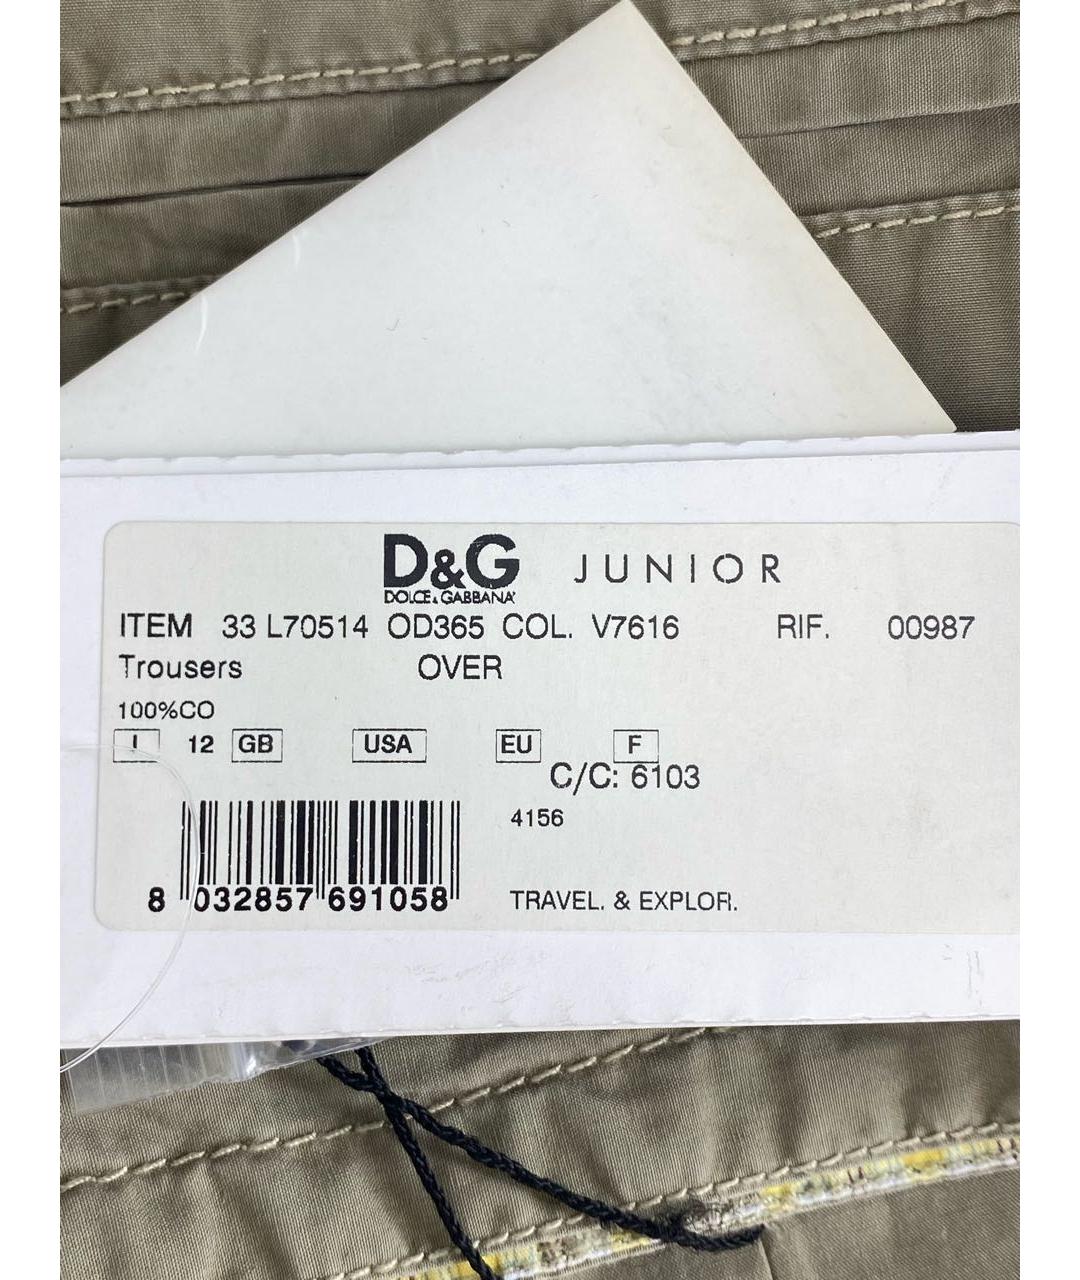 D&G JUNIOR
DOLCE & GABBANA
ITEM 33 L70514 OD365 COL. V7616 RIF. 00987
Trousers OVER
100%CO
I 12 GB USA EU F
C/C: 6103
4156
8 032857 691058
TRAVEL. & EXPLOR.